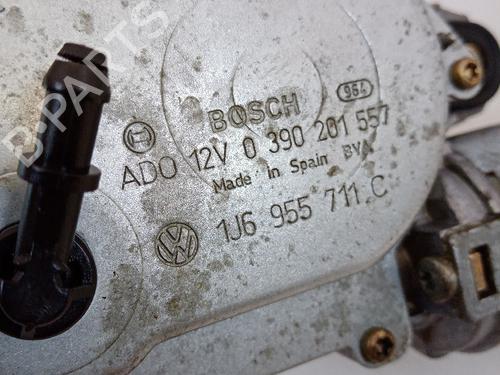 B-PARTS
BOSCH 964
ADO 12V 0 390 201 557
Made in Spain BVA
1J6 955 711 C